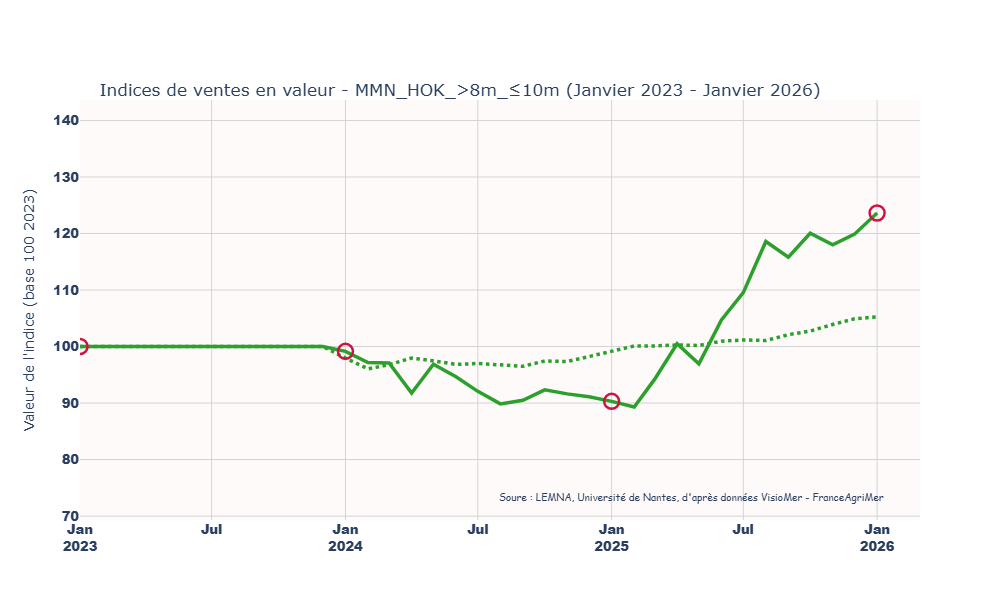 Indices de ventes en valeur - MMN_HOK_>8m_≤10m (Janvier 2023 - Janvier 2026)
Valeur de l'indice (base 100 2023)
140
130
120
110
100
90
80
70
Soure : LEMNA, Université de Nantes, d'après données VisioMer - FranceAgriMer
Jan
2023
Jul
Jan
2024
Jul
Jan
2025
Jul
Jan
2026